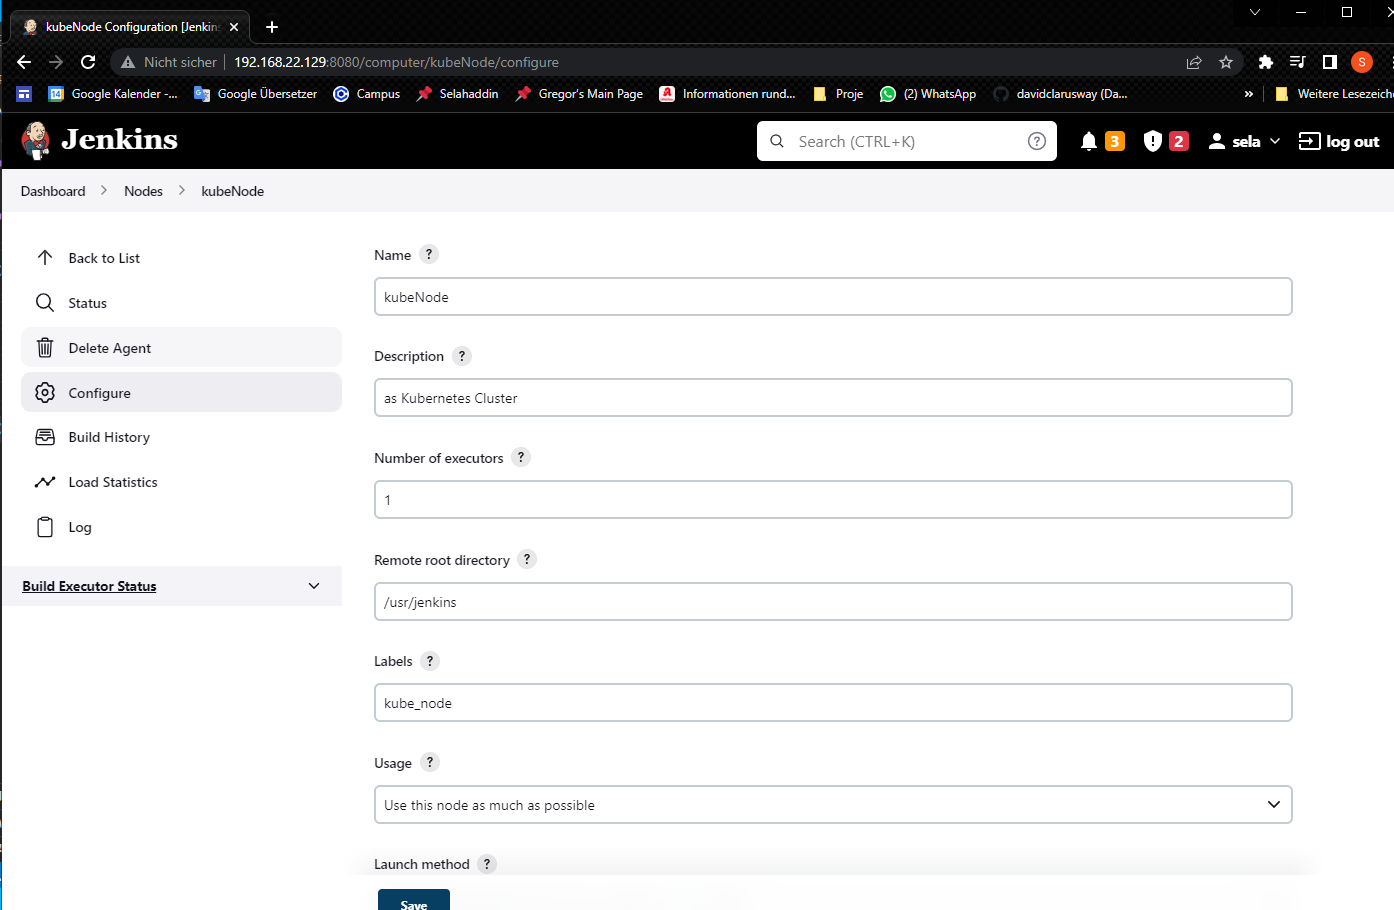 kubeNode Configuration [Jenkins
Nicht sicher 192.168.22.129:8080/computer/kubeNode/configure
S
14 Google Kalender -... Google Übersetzer Campus Selahaddin Gregor's Main Page Informationen rund... Proje (2) WhatsApp davidclarusway (Da... » Weitere Lesezeiche
Jenkins
Search (CTRL+K) ?
3 2 sela log out
Dashboard Nodes kubeNode
Back to List
Status
Delete Agent
Configure
Build History
Load Statistics
Log
Build Executor Status
Name ?
kubeNode
Description ?
as Kubernetes Cluster
Number of executors ?
1
Remote root directory ?
/usr/jenkins
Labels ?
kube_node
Usage ?
Use this node as much as possible
Launch method ?
Save